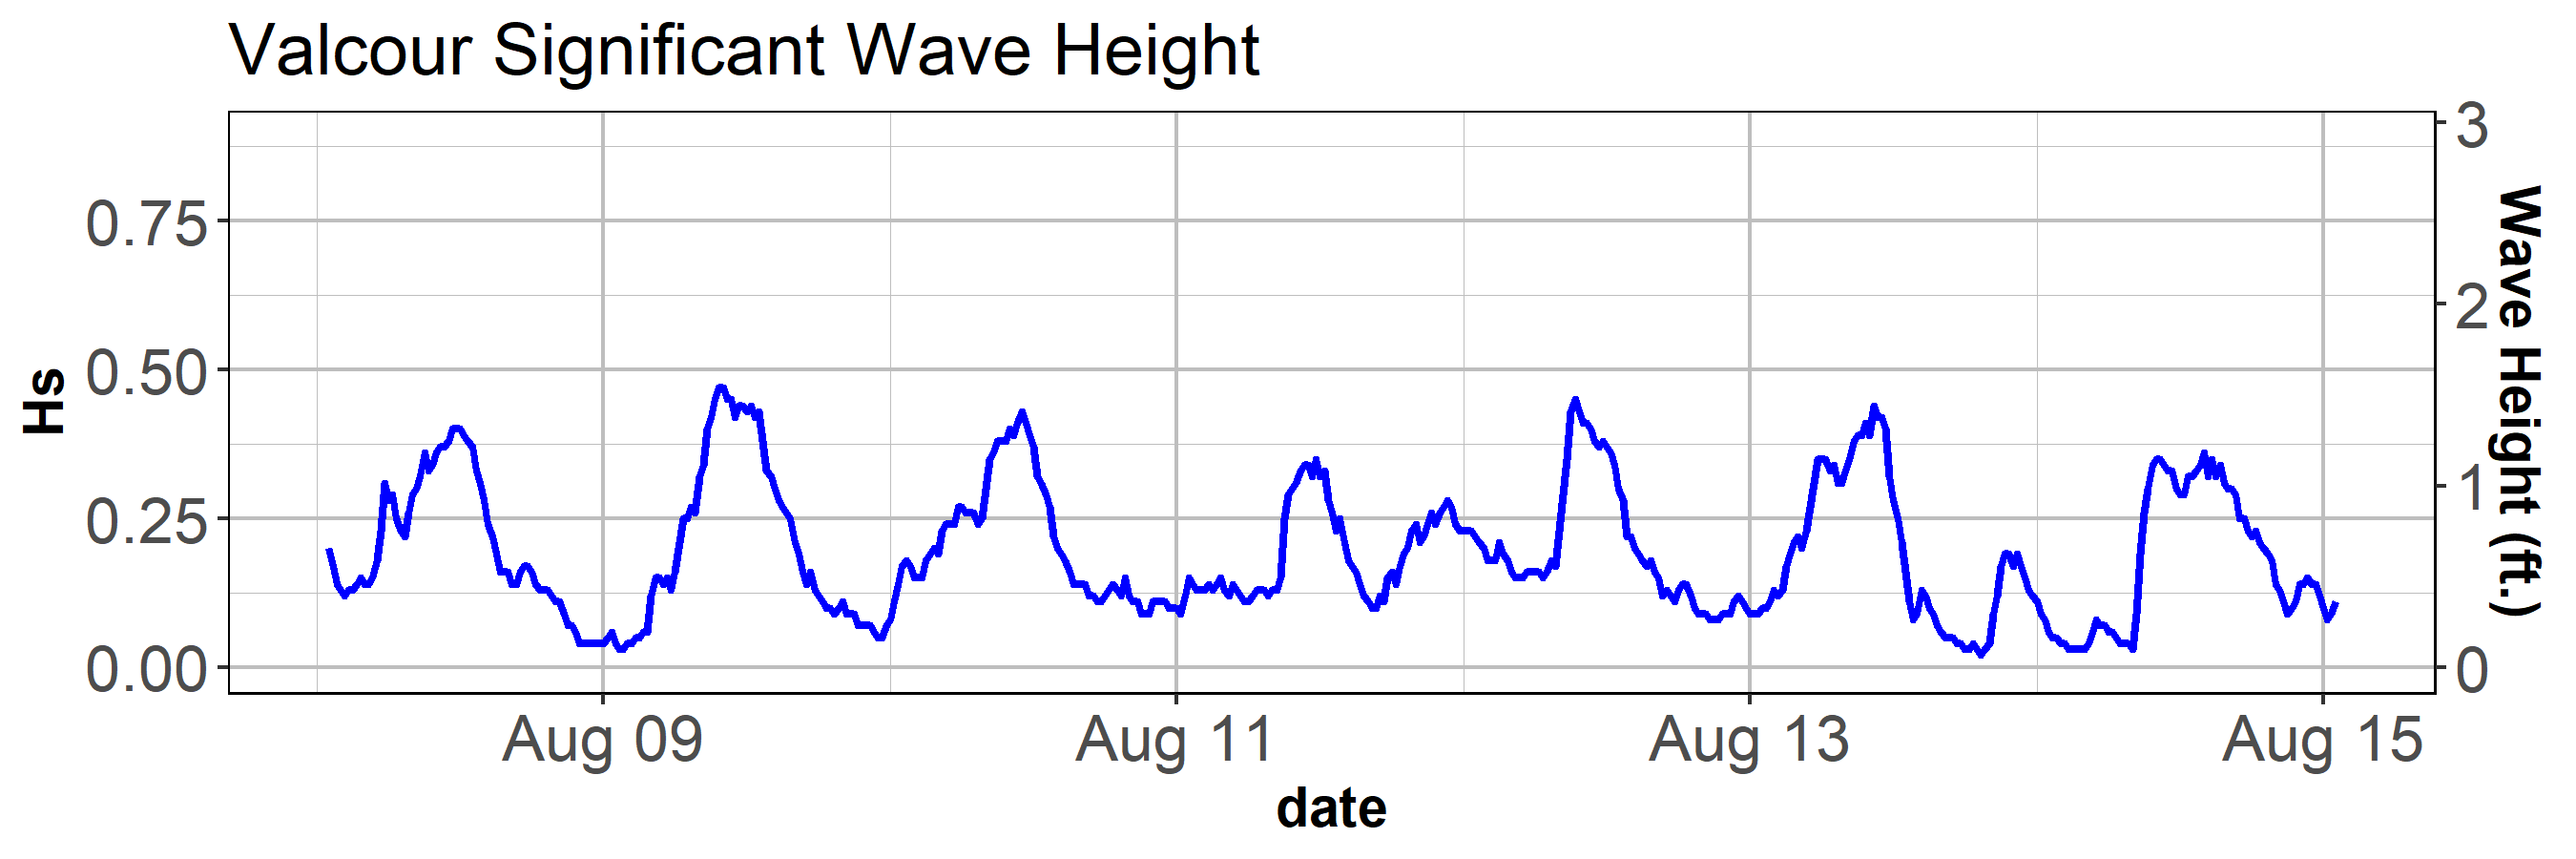 Valcour Significant Wave Height
Hs
0.75
0.50
0.25
0.00
3
2
1
0
Wave Height (ft.)
Aug 09
Aug 11
Aug 13
Aug 15
date